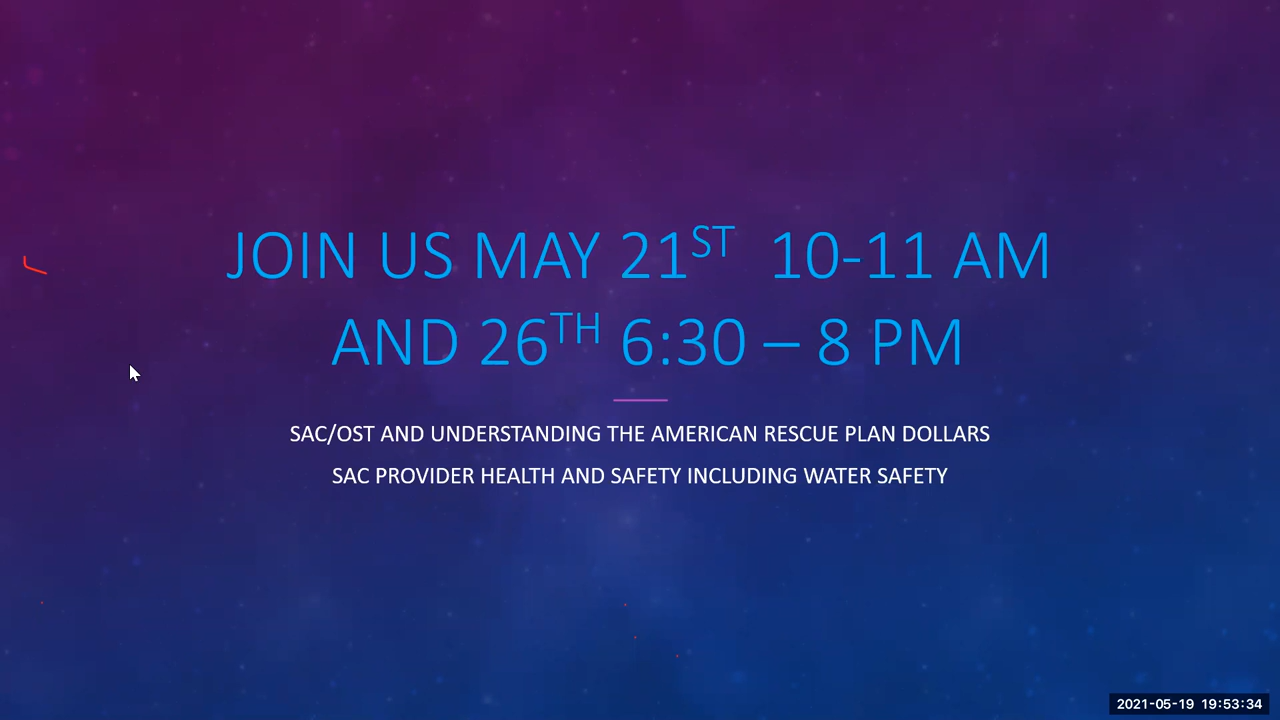 JOIN US MAY 21ST 10-11 AM
AND 26TH 6:30 – 8 PM
SAC/OST AND UNDERSTANDING THE AMERICAN RESCUE PLAN DOLLARS
SAC PROVIDER HEALTH AND SAFETY INCLUDING WATER SAFETY
2021-05-19 19:53:34